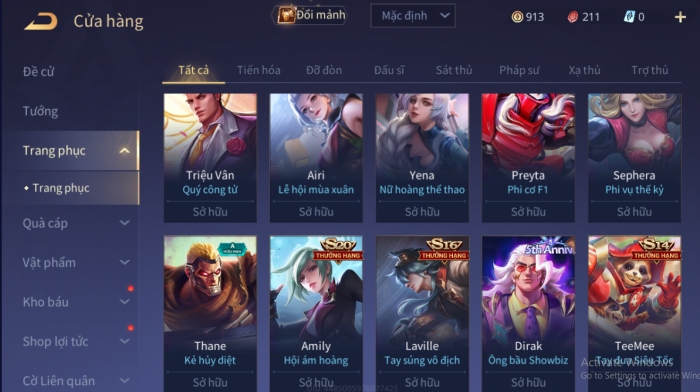 Cửa hàng
Đổi mảnh
Mặc định
913
211
0
Đề cử
Tướng
Trang phục
Trang phục
Quà cáp
Vật phẩm
Kho báu
Shop lợi tức
Cờ Liên quân
Tất cả Tiến hóa Đỡ đòn Đấu sĩ Sát thủ Pháp sư Xạ thủ Trợ thủ
Triệu Vân
Quý công tử
Sở hữu
Airi
Lễ hội mùa xuân
Sở hữu
Yena
Nữ hoàng thể thao
Sở hữu
Preyta
Phi cơ F1
Sở hữu
Sephera
Phi vụ thế kỷ
Sở hữu
A
Thane
Kẻ hủy diệt
Sở hữu
S20
THƯỞNG HẠNG
Amily
Hội ám hoàng
Sở hữu
S16
THƯỞNG HẠNG
Laville
Tay súng vô địch
Sở hữu
5th Anniv
Dirak
Ông bầu Showbiz
Sở hữu
S14
THƯỞNG HẠNG
TeeMee
Tay đua Siêu Tốc
Sở hữu
Activate Windows
Go to Settings to activate Win